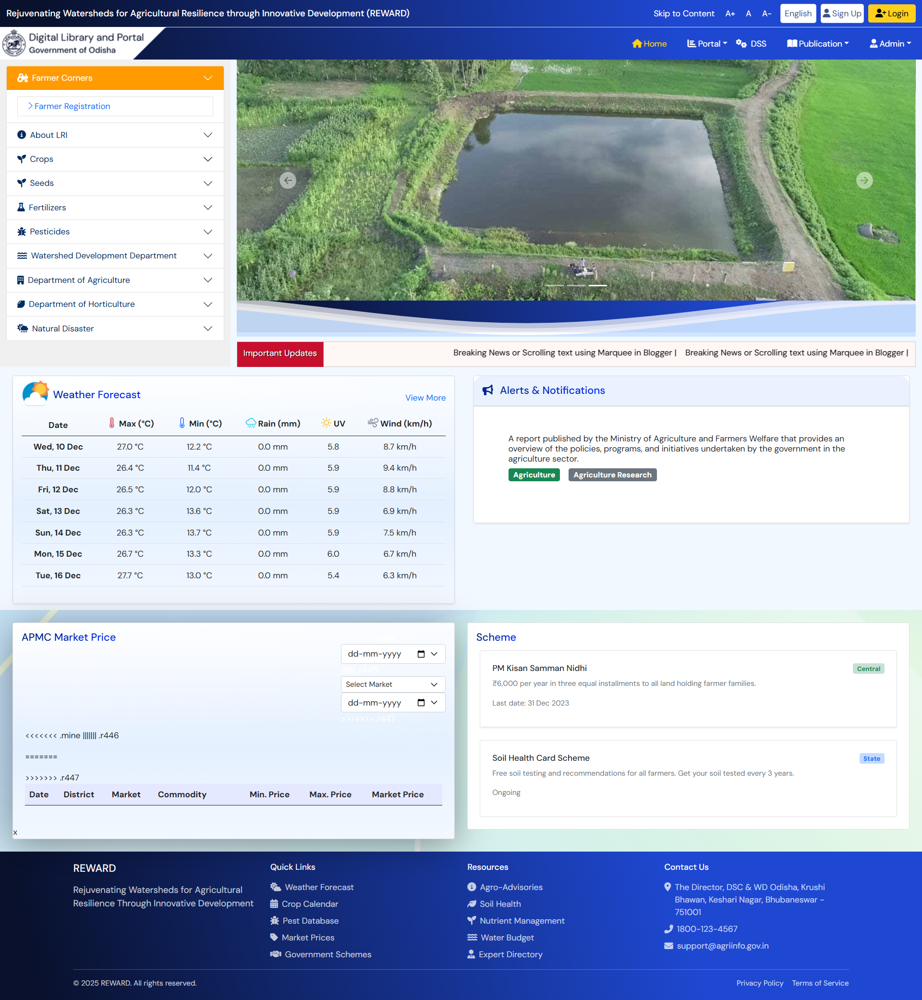 Rejuvenating Watersheds for Agricultural Resilience through Innovative Development (REWARD)
Skip to Content A+ A A- English Sign Up Login
Digital Library and Portal
Government of Odisha
Home Portal DSS Publication Admin
Farmer Corners
Farmer Registration
About LRI
Crops
Seeds
Fertilizers
Pesticides
Watershed Development Department
Department of Agriculture
Department of Horticulture
Natural Disaster
Important Updates
Breaking News or Scrolling text using Marquee in Blogger | Breaking News or Scrolling text using Marquee in Blogger |
Weather Forecast
View More
Date Max (°C) Min (°C) Rain (mm) UV Wind (km/h)
Wed, 10 Dec 27.0 °C 12.2 °C 0.0 mm 5.8 8.7 km/h
Thu, 11 Dec 26.4 °C 11.4 °C 0.0 mm 5.9 9.4 km/h
Fri, 12 Dec 26.5 °C 12.0 °C 0.0 mm 5.9 8.8 km/h
Sat, 13 Dec 26.3 °C 13.6 °C 0.0 mm 5.9 6.9 km/h
Sun, 14 Dec 26.3 °C 13.7 °C 0.0 mm 5.9 7.5 km/h
Mon, 15 Dec 26.7 °C 13.3 °C 0.0 mm 6.0 6.7 km/h
Tue, 16 Dec 27.7 °C 13.0 °C 0.0 mm 5.4 6.3 km/h
Alerts & Notifications
A report published by the Ministry of Agriculture and Farmers Welfare that provides an
overview of the policies, programs, and initiatives undertaken by the government in the
agriculture sector.
Agriculture Agriculture Research
APMC Market Price
dd-mm-yyyy
||||||| .r446
Select Market
dd-mm-yyyy
>>>>>>> .r447
<<<<<<< .mine ||||||| .r446
=======
>>>>>>> .r447
Date District Market Commodity Min. Price Max. Price Market Price
x
Scheme
PM Kisan Samman Nidhi
Central
₹6,000 per year in three equal installments to all land holding farmer families.
Last date: 31 Dec 2023
Soil Health Card Scheme
State
Free soil testing and recommendations for all farmers. Get your soil tested every 3 years.
Ongoing
REWARD
Rejuvenating Watersheds for Agricultural
Resilience Through Innovative Development
Quick Links
Weather Forecast
Crop Calendar
Pest Database
Market Prices
Government Schemes
Resources
Agro-Advisories
Soil Health
Nutrient Management
Water Budget
Expert Directory
Contact Us
The Director, DSC & WD Odisha, Krushi
Bhawan, Keshari Nagar, Bhubaneswar -
751001
1800-123-4567
support@agriinfo.gov.in
© 2025 REWARD. All rights reserved.
Privacy Policy Terms of Service